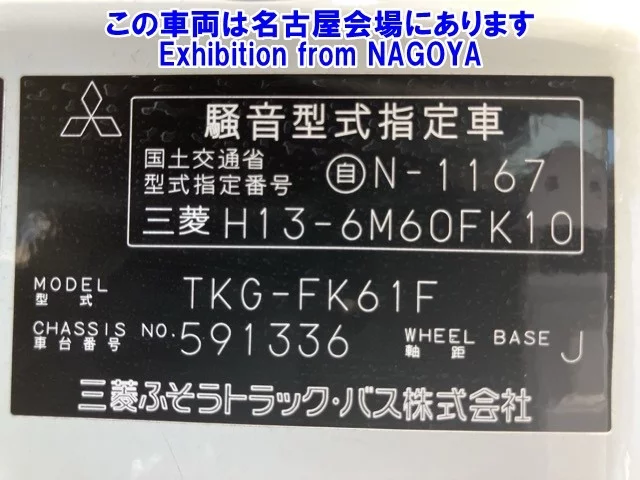 この車両は名古屋会場にあります
Exhibition from NAGOYA
騒音型式指定車
国土交通省
型式指定番号 自N-1167
三菱 H13-6M60FK10
MODEL
型式 TKG-FK61F
CHASSIS NO.
車台番号 591336 WHEEL BASE
軸距 J
三菱ふそうトラック・バス株式会社